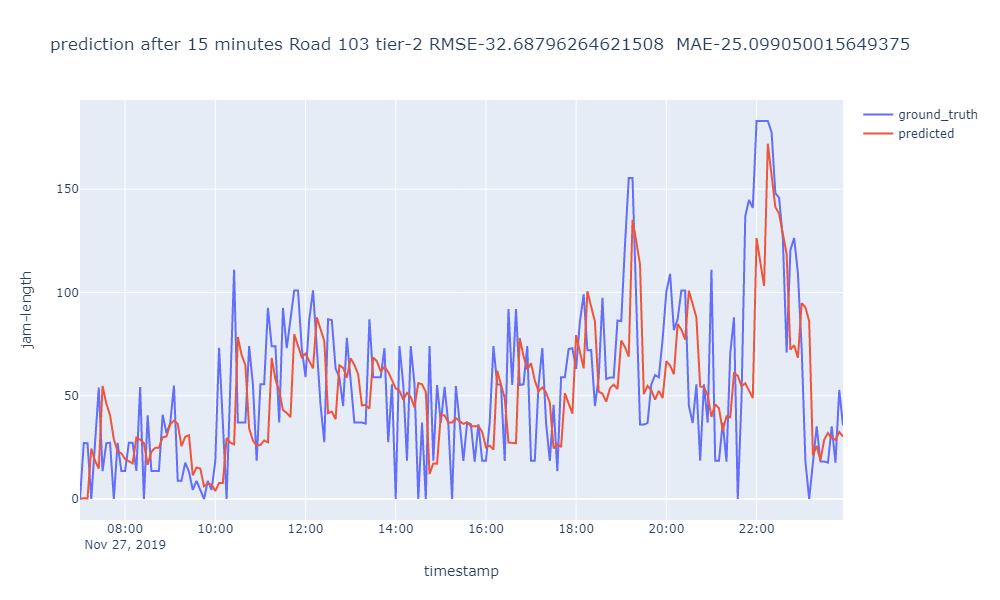 prediction after 15 minutes Road 103 tier-2 RMSE-32.68796264621508  MAE-25.099050015649375
ground_truth
predicted
jam-length
150
100
50
0
08:00 10:00 12:00 14:00 16:00 18:00 20:00 22:00
Nov 27, 2019
timestamp